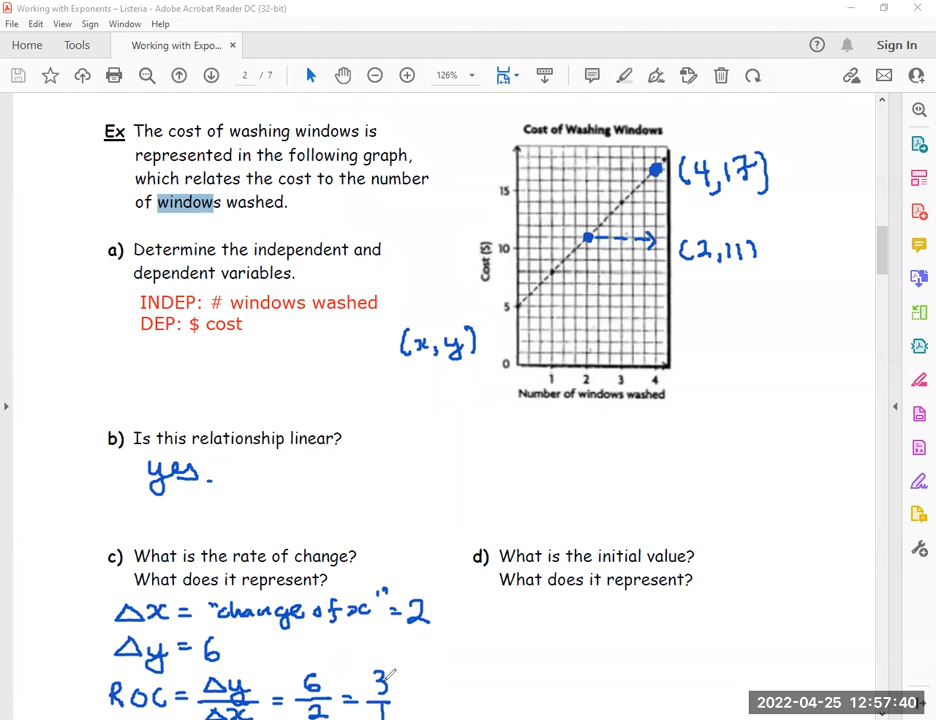 Working with Exponents – Listeria - Adobe Acrobat Reader DC (32-bit)
File Edit View Sign Window Help
Home Tools Working with Expo... × Sign In
2 / 7 126%
Ex The cost of washing windows is
represented in the following graph,
which relates the cost to the number
of windows washed.
a) Determine the independent and
dependent variables.
INDEP: # windows washed
DEP: $ cost
(x, y)
Cost of Washing Windows
(4, 17)
15
Cost ($)
10
(2, 11)
5
0
1 2 3 4
Number of windows washed
b) Is this relationship linear?
yes.
c) What is the rate of change?
What does it represent?
Δx = "change of x" = 2
Δy = 6
ROC = Δy/Δx = 6/2 = 3/1
d) What is the initial value?
What does it represent?
2022-04-25 12:57:40